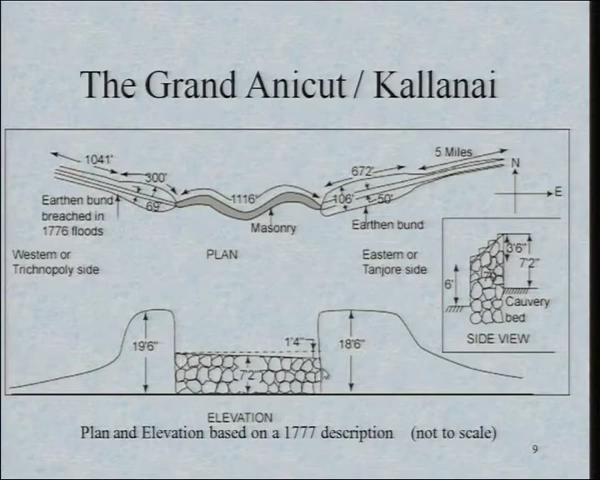 The Grand Anicut / Kallanai
1041'
300'
1116'
672'
5 Miles
N
E
69'
106'
50'
Earthen bund
breached in
1776 floods
Masonry
Earthen bund
Western or
Trichnopoly side
PLAN
Eastern or
Tanjore side
3'6"
7'2"
6'
Cauvery
bed
SIDE VIEW
19'6"
1'4"
18'6"
7'2"
ELEVATION
Plan and Elevation based on a 1777 description (not to scale)
9